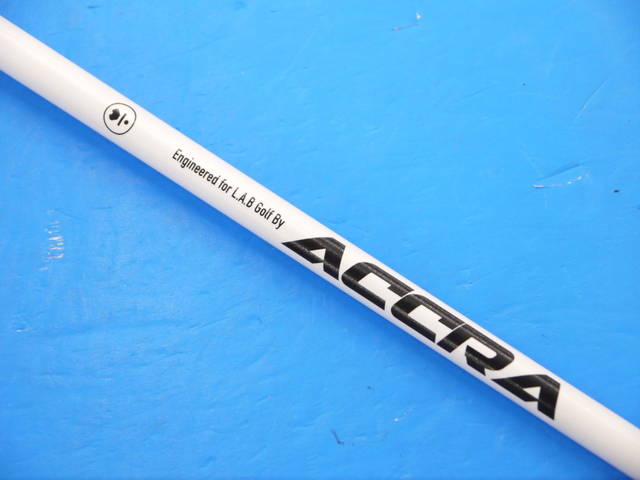 Engineered for L.A.B Golf By
ACCRA